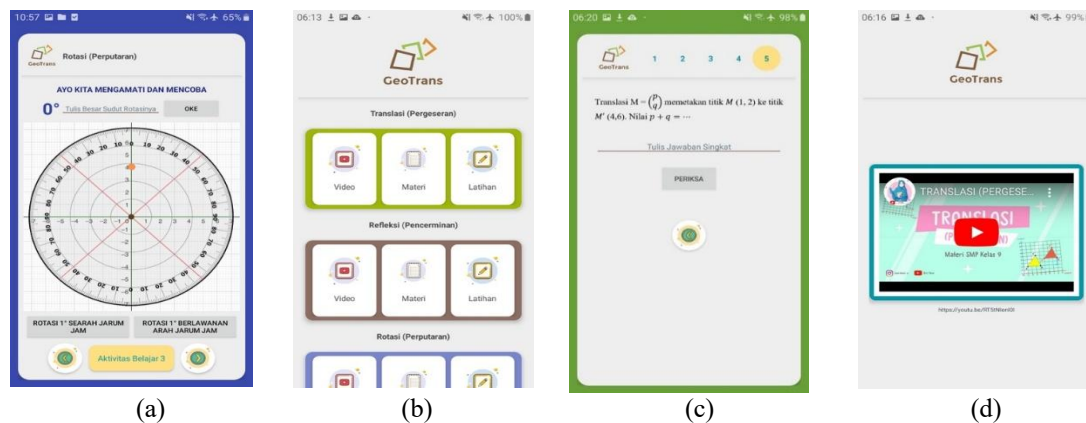 10:57 65%
GeoTrans
Rotasi (Perputaran)
AYO KITA MENGAMATI DAN MENCOBA
0° Tulis Besar Sudut Rotasinya OKE
ROTASI 1° SEARAH JARUM JAM
ROTASI 1° BERLAWANAN ARAH JARUM JAM
Aktivitas Belajar 3
(a)
06:13 100%
GeoTrans
Translasi (Pergeseran)
Video Materi Latihan
Refleksi (Pencerminan)
Video Materi Latihan
Rotasi (Perputaran)
(b)
06:20 98%
GeoTrans 1 2 3 4 5
Translasi M = (p q) memetakan titik M (1, 2) ke titik
M' (4,6). Nilai p + q = ⋯
Tulis Jawaban Singkat
PERIKSA
(c)
06:16 99%
GeoTrans
TRANSLASI (PERGESE...
TRANSLASI
Materi SMP Kelas 9
(d)